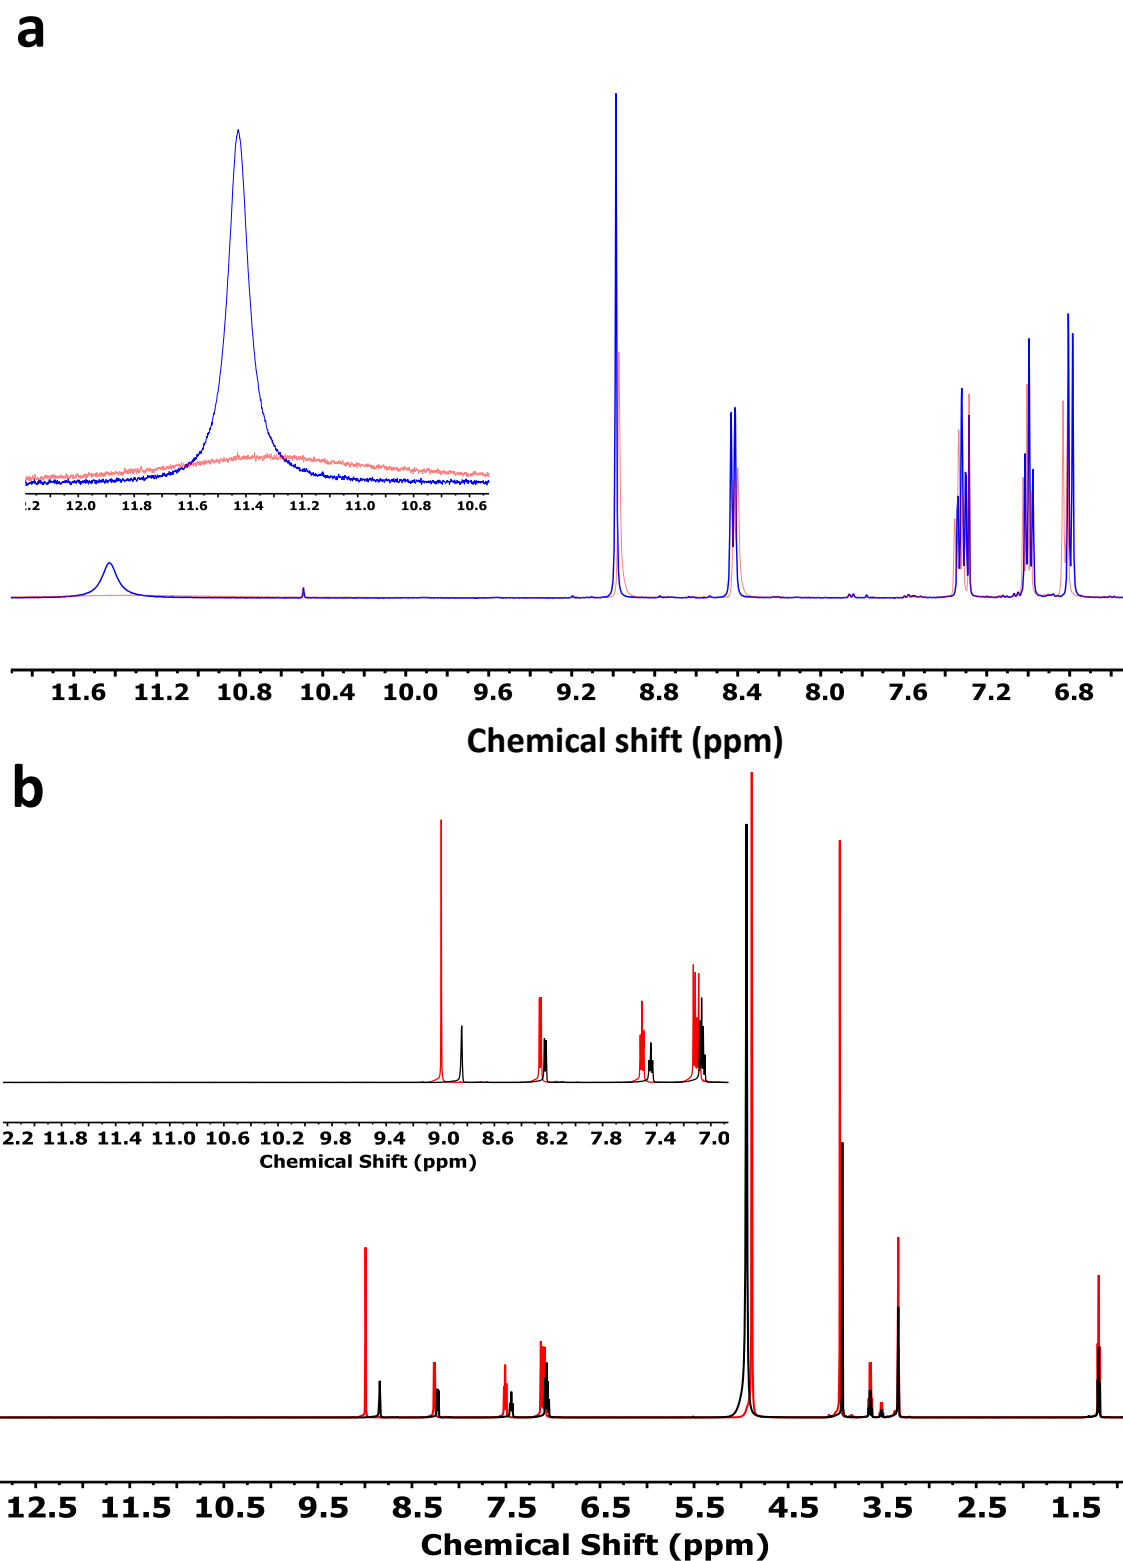 a
.2 12.0 11.8 11.6 11.4 11.2 11.0 10.8 10.6
11.6 11.2 10.8 10.4 10.0 9.6 9.2 8.8 8.4 8.0 7.6 7.2 6.8
Chemical shift (ppm)
b
2.2 11.8 11.4 11.0 10.6 10.2 9.8 9.4 9.0 8.6 8.2 7.8 7.4 7.0
Chemical Shift (ppm)
12.5 11.5 10.5 9.5 8.5 7.5 6.5 5.5 4.5 3.5 2.5 1.5
Chemical Shift (ppm)